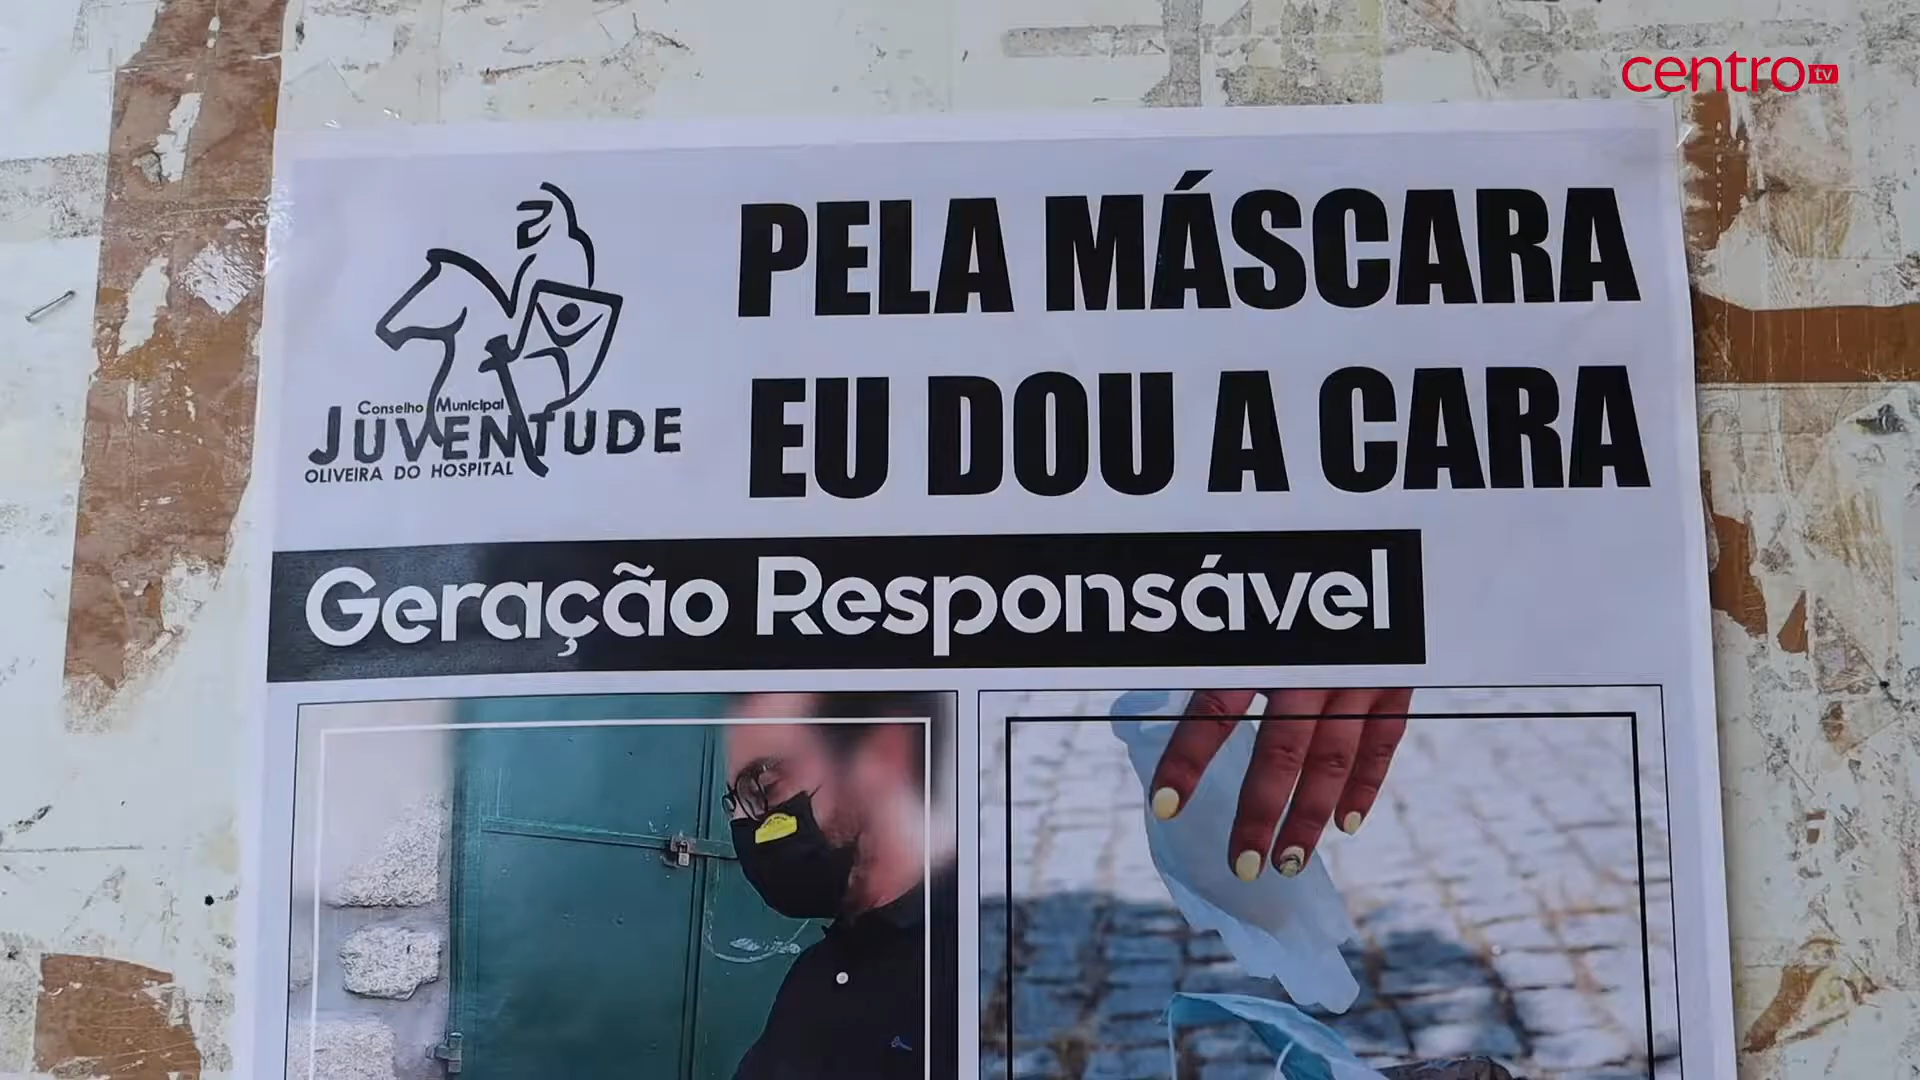 centro tv
PELA MÁSCARA
EU DOU A CARA
Conselho Municipal
JUVENTUDE
OLIVEIRA DO HOSPITAL
Geração Responsável